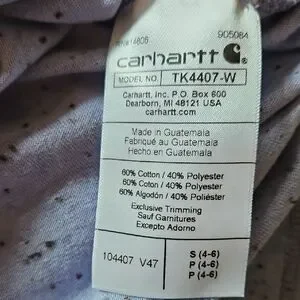 RN# 14806 905084
carhartt
MODEL NO. TK4407-W
Carhartt, Inc. P.O. Box 600
Dearborn, MI 48121 USA
carhartt.com
Made in Guatemala
Fabriqué au Guatemala
Hecho en Guatemala
60% Cotton / 40% Polyester
60% Coton / 40% Polyester
60% Algodón / 40% Poliéster
Exclusive Trimming
Sauf Garnitures
Excepto Adorno
104407 V47
S (4-6)
P (4-6)
P (4-6)